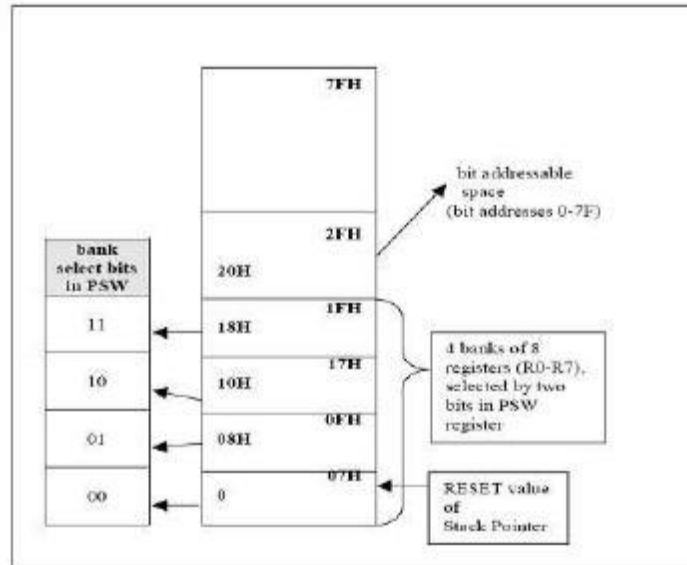 7FH
bit addressable
space
(bit addresses 0-7F)
2FH
20H
bank
select bits
in PSW
1FH
11
18H
17H
10
10H
0FH
01
08H
07H
00
0
4 banks of 8
registers (R0-R7),
selected by two
bits in PSW
register
RESET value
of
Stack Pointer